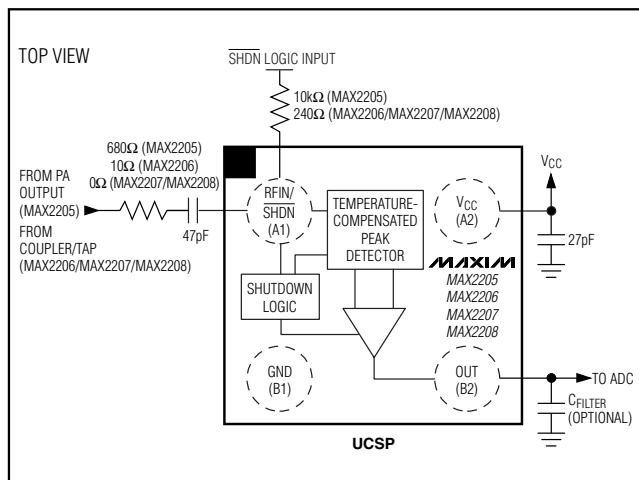 TOP VIEW
SHDN LOGIC INPUT
10kΩ (MAX2205)
240Ω (MAX2206/MAX2207/MAX2208)
680Ω (MAX2205)
10Ω (MAX2206)
0Ω (MAX2207/MAX2208)
FROM PA
OUTPUT
(MAX2205)
FROM
COUPLER/TAP
(MAX2206/MAX2207/MAX2208)
47pF
RFIN/
SHDN
(A1)
TEMPERATURE-
COMPENSATED
PEAK
DETECTOR
VCC
(A2)
VCC
27pF
MAXIM
MAX2205
MAX2206
MAX2207
MAX2208
SHUTDOWN
LOGIC
GND
(B1)
OUT
(B2)
TO ADC
CFILTER
(OPTIONAL)
UCSP